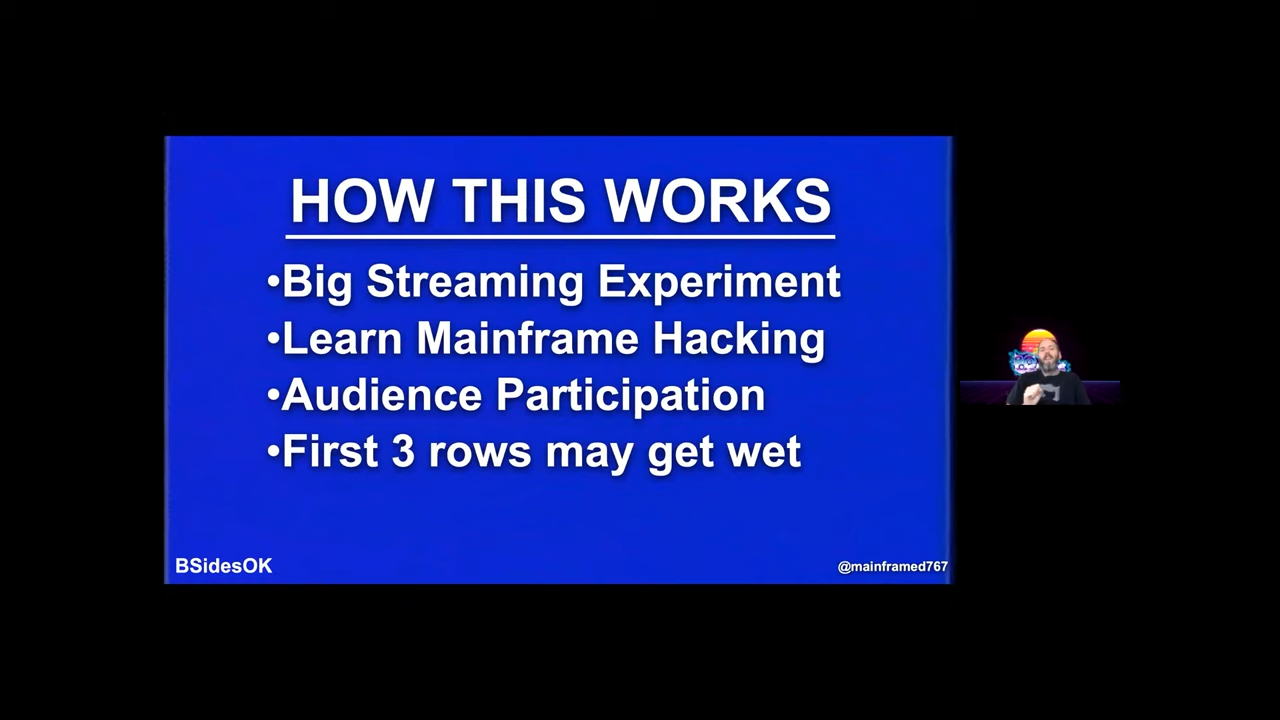 HOW THIS WORKS
•Big Streaming Experiment
•Learn Mainframe Hacking
•Audience Participation
•First 3 rows may get wet
BSidesOK
@mainframed767